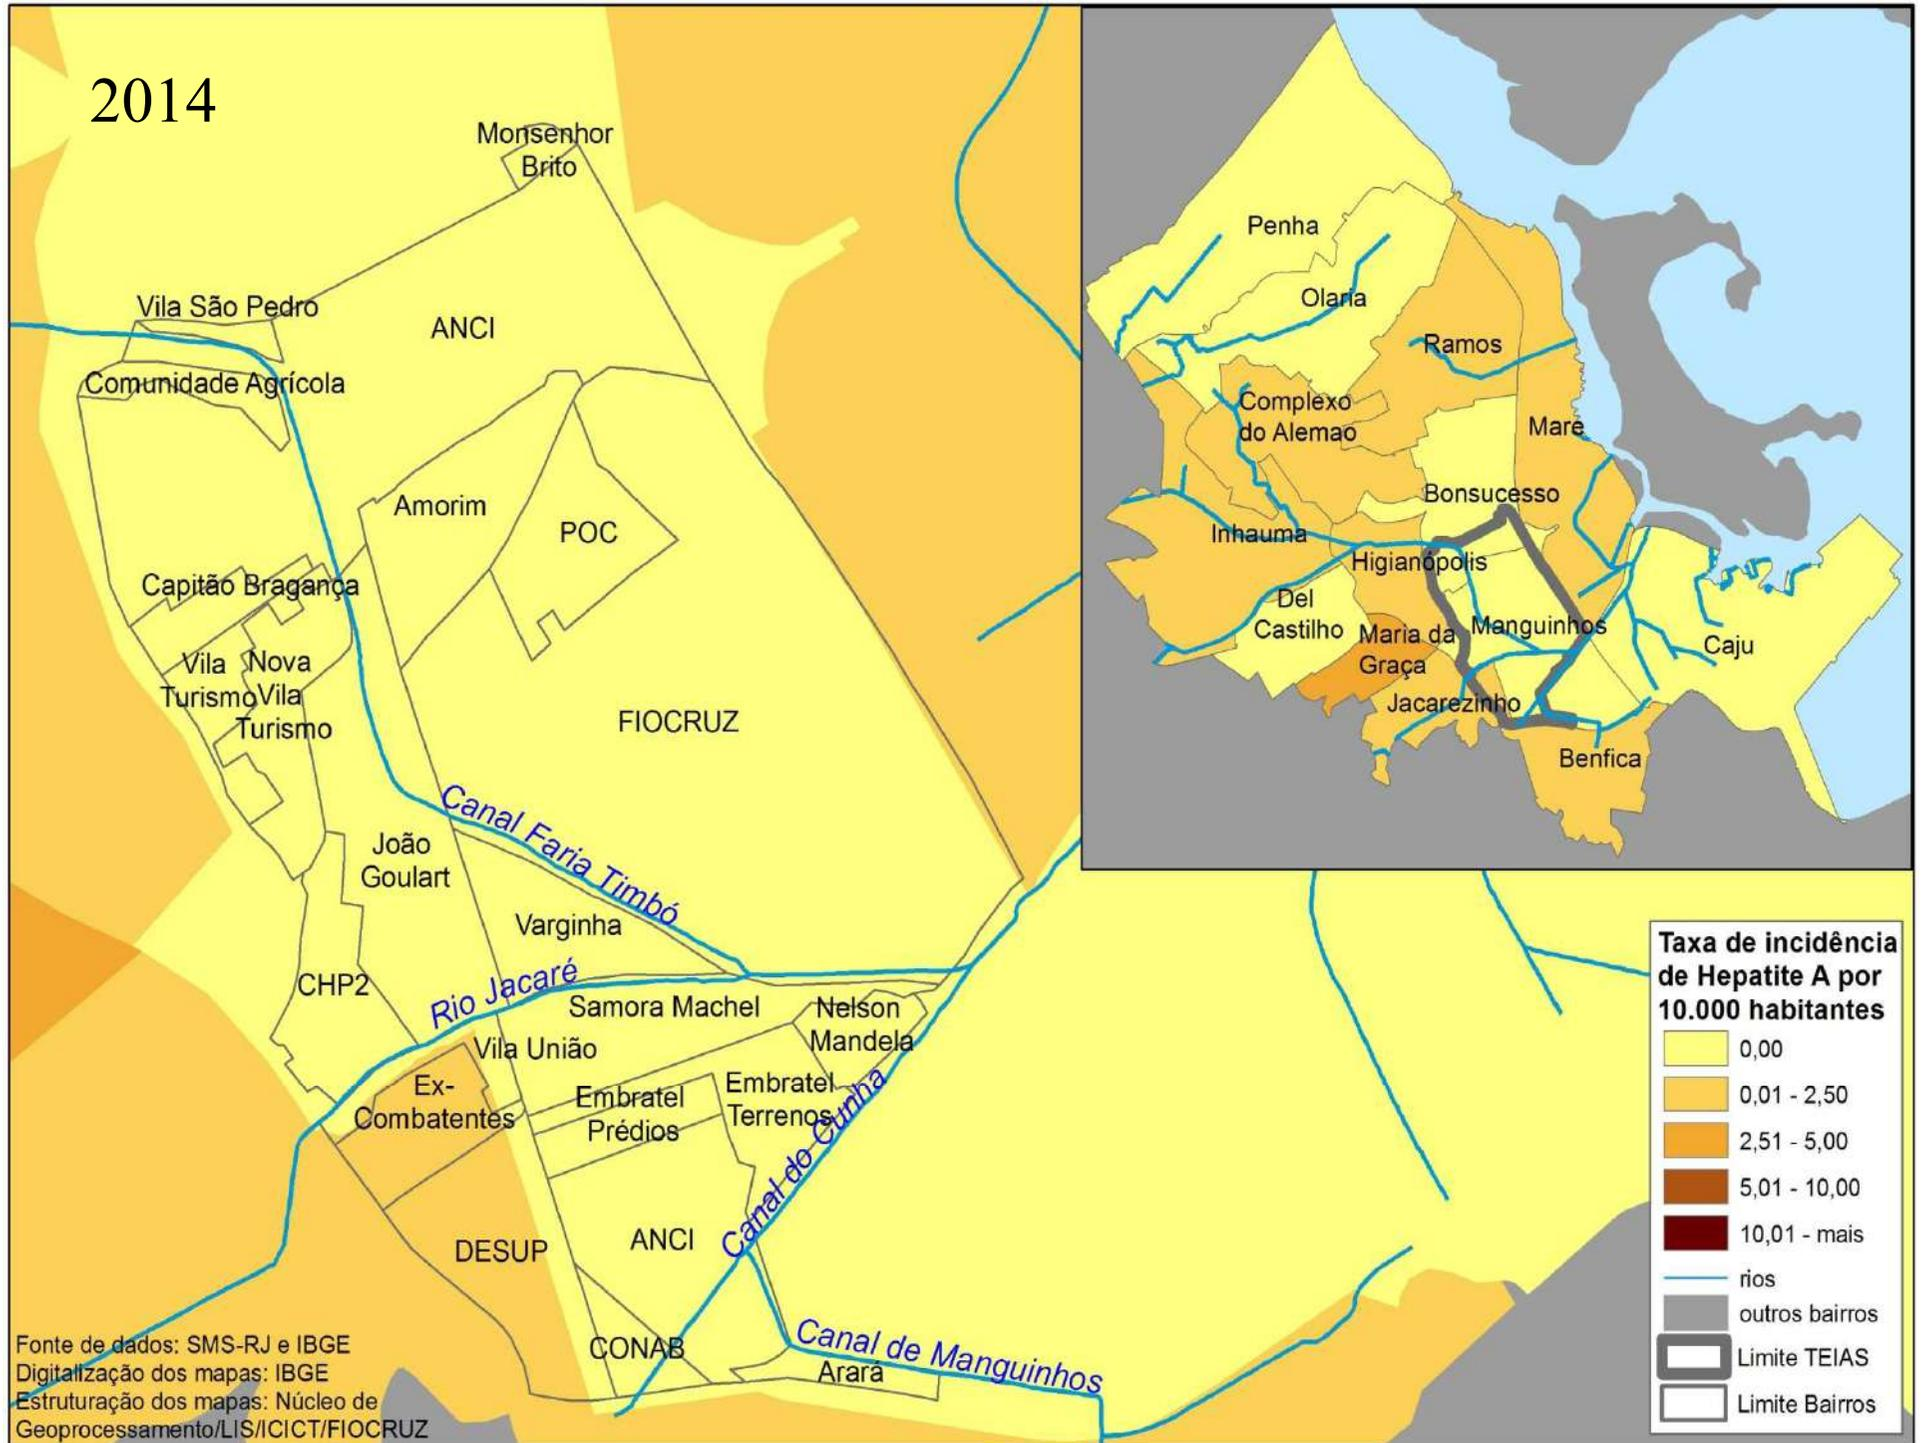 2014
Monsenhor
Brito
Vila São Pedro
ANCI
Comunidade Agrícola
Amorim
POC
Capitão Bragança
Vila
Turismo
Nova
Vila
Turismo
FIOCRUZ
Canal Faria Timbó
João
Goulart
Varginha
CHP2
Rio Jacaré
Samora Machel
Nelson
Mandela
Vila União
Ex-
Combatentes
Embratel
Prédios
Embratel
Terrenos
Canal do Cunha
DESUP
ANCI
CONAB
Canal de Manguinhos
Arará
Fonte de dados: SMS-RJ e IBGE
Digitalização dos mapas: IBGE
Estruturação dos mapas: Núcleo de
Geoprocessamento/LIS/ICICT/FIOCRUZ
Penha
Olaria
Ramos
Complexo
do Alemao
Mare
Bonsucesso
Inhauma
Higianópolis
Del
Castilho
Maria da
Graça
Manguinhos
Caju
Jacarezinho
Benfica
Taxa de incidência
de Hepatite A por
10.000 habitantes
0,00
0,01 - 2,50
2,51 - 5,00
5,01 - 10,00
10,01 - mais
rios
outros bairros
Limite TEIAS
Limite Bairros